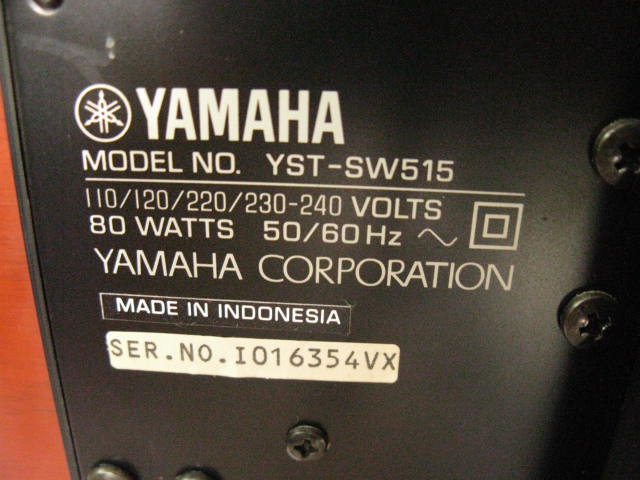 YAMAHA
MODEL NO. YST-SW515
110/120/220/230-240 VOLTS
80 WATTS 50/60Hz ~
YAMAHA CORPORATION
MADE IN INDONESIA
SER.NO.I016354VX